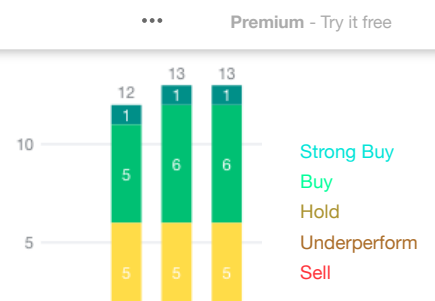 ••• Premium - Try it free
12 13 13
1 1 1
10
5 6 6
5
5 5 5
Strong Buy
Buy
Hold
Underperform
Sell